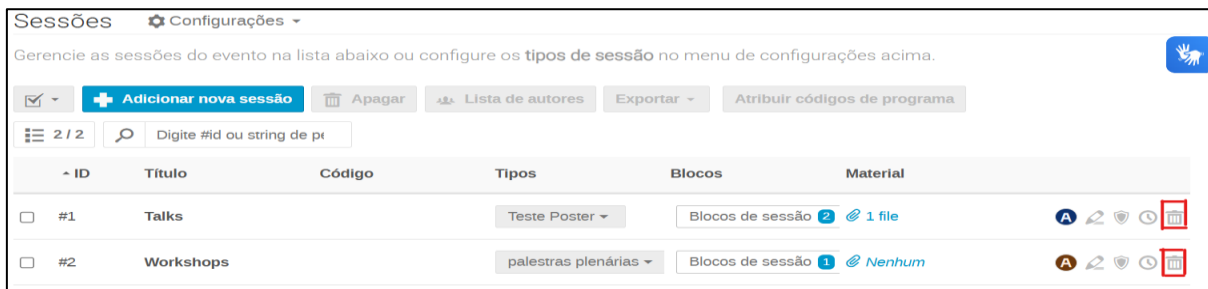 Sessões Configurações
Gerencie as sessões do evento na lista abaixo ou configure os tipos de sessão no menu de configurações acima.
Adicionar nova sessão Apagar Lista de autores Exportar Atribuir códigos de programa
2 / 2 Digite #id ou string de pe
ID Título Código Tipos Blocos Material
#1 Talks Teste Poster Blocos de sessão 2 1 file A
#2 Workshops palestras plenárias Blocos de sessão 1 Nenhum A